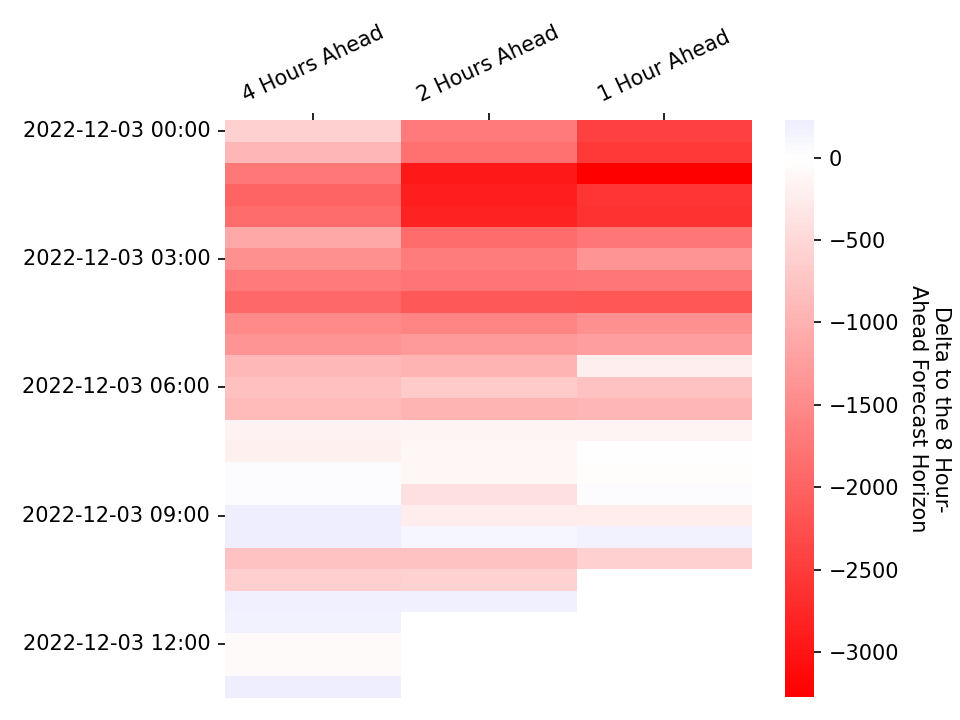 4 Hours Ahead
2 Hours Ahead
1 Hour Ahead
2022-12-03 00:00
2022-12-03 03:00
2022-12-03 06:00
2022-12-03 09:00
2022-12-03 12:00
0
−500
−1000
−1500
−2000
−2500
−3000
Delta to the 8 Hour-
Ahead Forecast Horizon